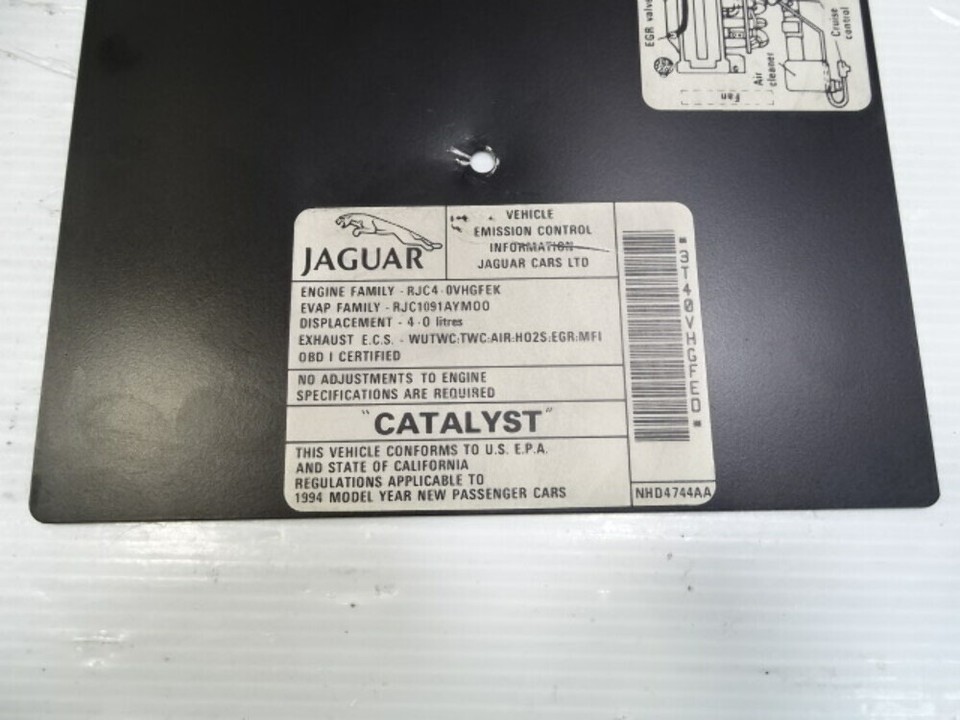 EGR valve
Air
cleaner
Cruise
control
Fan
JAGUAR
VEHICLE
EMISSION CONTROL
INFORMATION
JAGUAR CARS LTD
ENGINE FAMILY - RJC4·0VHGFEK
EVAP FAMILY - RJC1091AYMOO
DISPLACEMENT - 4·0 litres
EXHAUST E.C.S. - WUTWC:TWC:AIR:HO2S:EGR:MFI
OBD I CERTIFIED
NO ADJUSTMENTS TO ENGINE
SPECIFICATIONS ARE REQUIRED
"CATALYST"
THIS VEHICLE CONFORMS TO U.S. E.P.A.
AND STATE OF CALIFORNIA
REGULATIONS APPLICABLE TO
1994 MODEL YEAR NEW PASSENGER CARS
*3T40VHGFED*
NHD4744AA